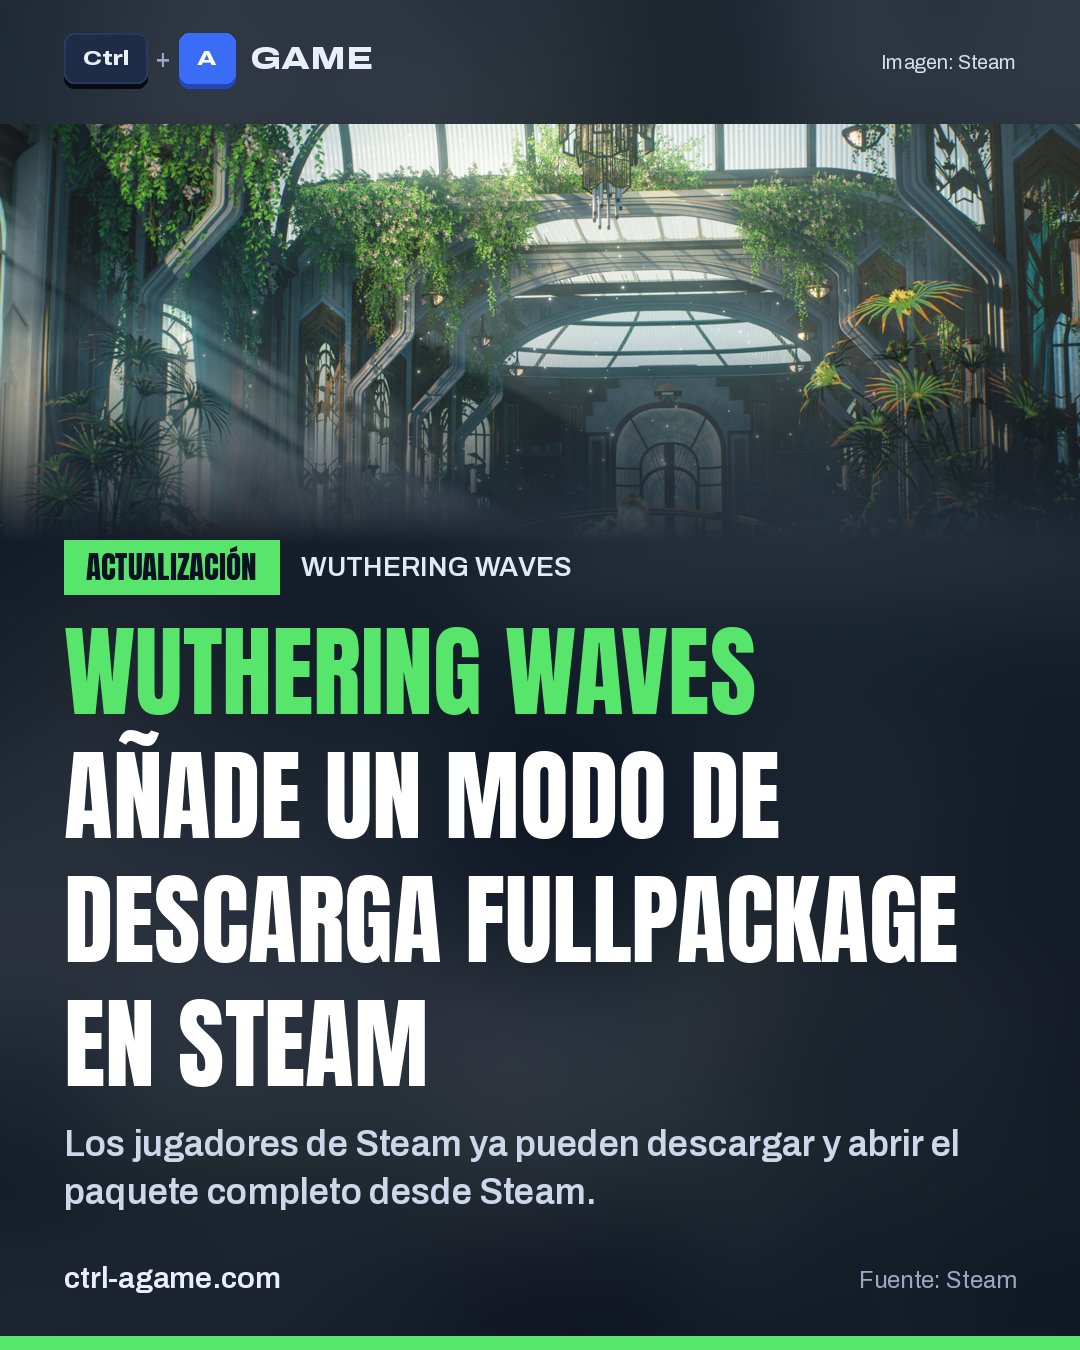 Ctrl + A GAME
Imagen: Steam
ACTUALIZACIÓN WUTHERING WAVES
WUTHERING WAVES
AÑADE UN MODO DE
DESCARGA FULLPACKAGE
EN STEAM
Los jugadores de Steam ya pueden descargar y abrir el
paquete completo desde Steam.
ctrl-agame.com
Fuente: Steam